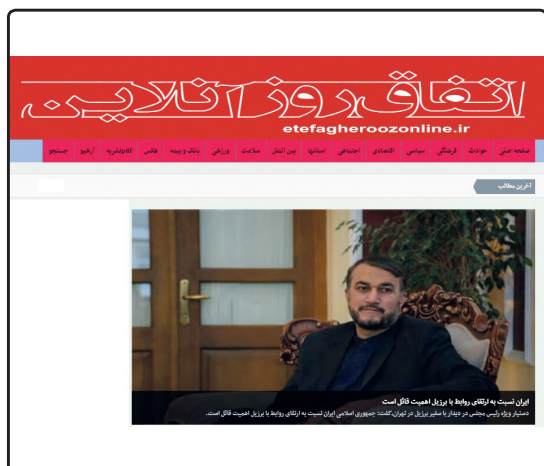 اتفاق روز آنلاین
etefagheroozonline.ir
صفحه اصلی حوادث فرهنگی سیاسی اقتصادی اجتماعی استانها بین الملل سلامت ورزشی بانک و بیمه عکس pdfنشریه آرشیو جستجو
آخرین مطالب
ایران نسبت به ارتقای روابط با برزیل اهمیت قائل است
دستیار ویژه رئیس مجلس در دیدار با سفیر برزیل در تهران،گفت: جمهوری اسلامی ایران نسبت به ارتقای روابط با برزیل اهمیت قائل است.